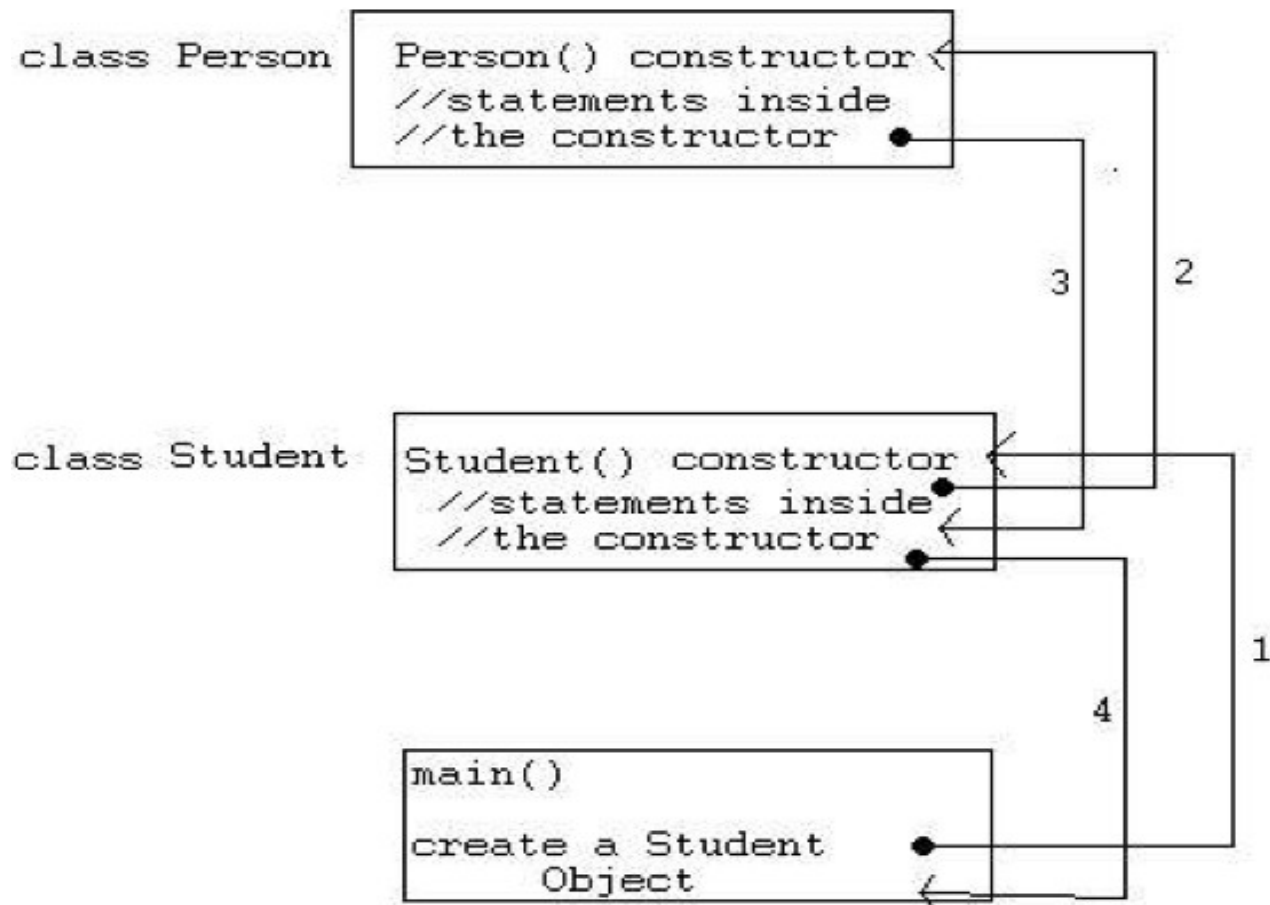 class Person
Person() constructor
//statements inside
//the constructor
3
2
class Student
Student() constructor
//statements inside
//the constructor
1
4
main()
create a Student
Object